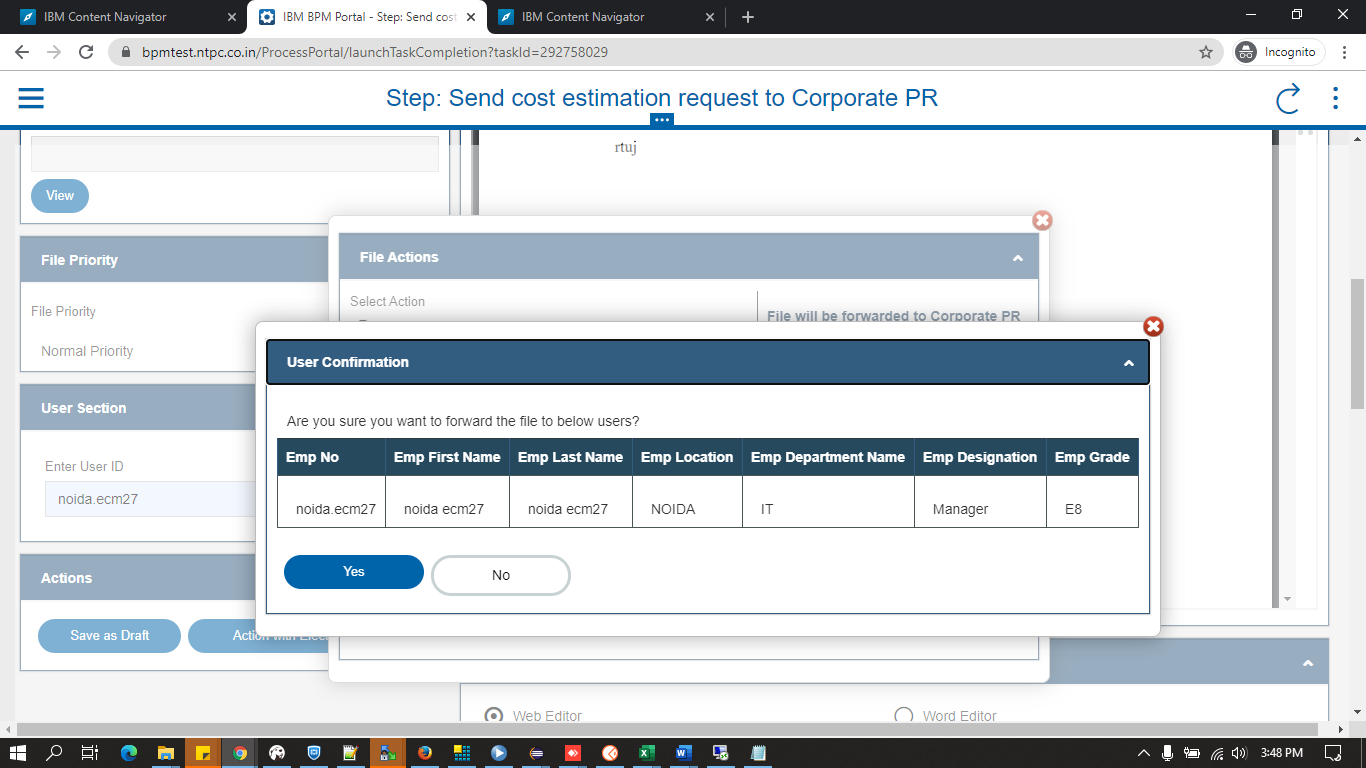 IBM Content Navigator
IBM BPM Portal - Step: Send cost
IBM Content Navigator
bpmtest.ntpc.co.in/ProcessPortal/launchTaskCompletion?taskId=292758029
Incognito
Step: Send cost estimation request to Corporate PR
rtuj
View
File Priority
File Priority
Normal Priority
User Section
Enter User ID
noida.ecm27
Actions
Save as Draft
File Actions
Select Action
File will be forwarded to Corporate PR
User Confirmation
Are you sure you want to forward the file to below users?
Emp No Emp First Name Emp Last Name Emp Location Emp Department Name Emp Designation Emp Grade
noida.ecm27 noida ecm27 noida ecm27 NOIDA IT Manager E8
Yes
No
Web Editor
Word Editor
3:48 PM